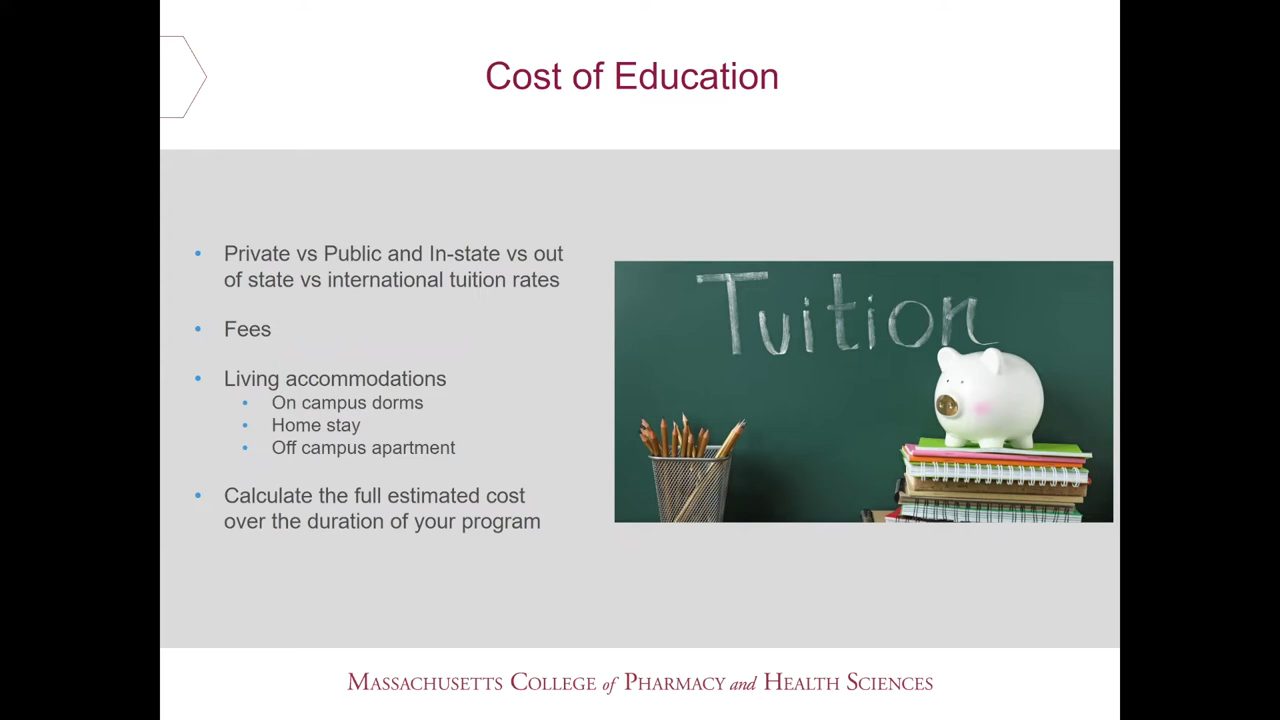 Cost of Education
Private vs Public and In-state vs out
of state vs international tuition rates
Fees
Living accommodations
On campus dorms
Home stay
Off campus apartment
Calculate the full estimated cost
over the duration of your program
Tuition
MASSACHUSETTS COLLEGE of PHARMACY and HEALTH SCIENCES